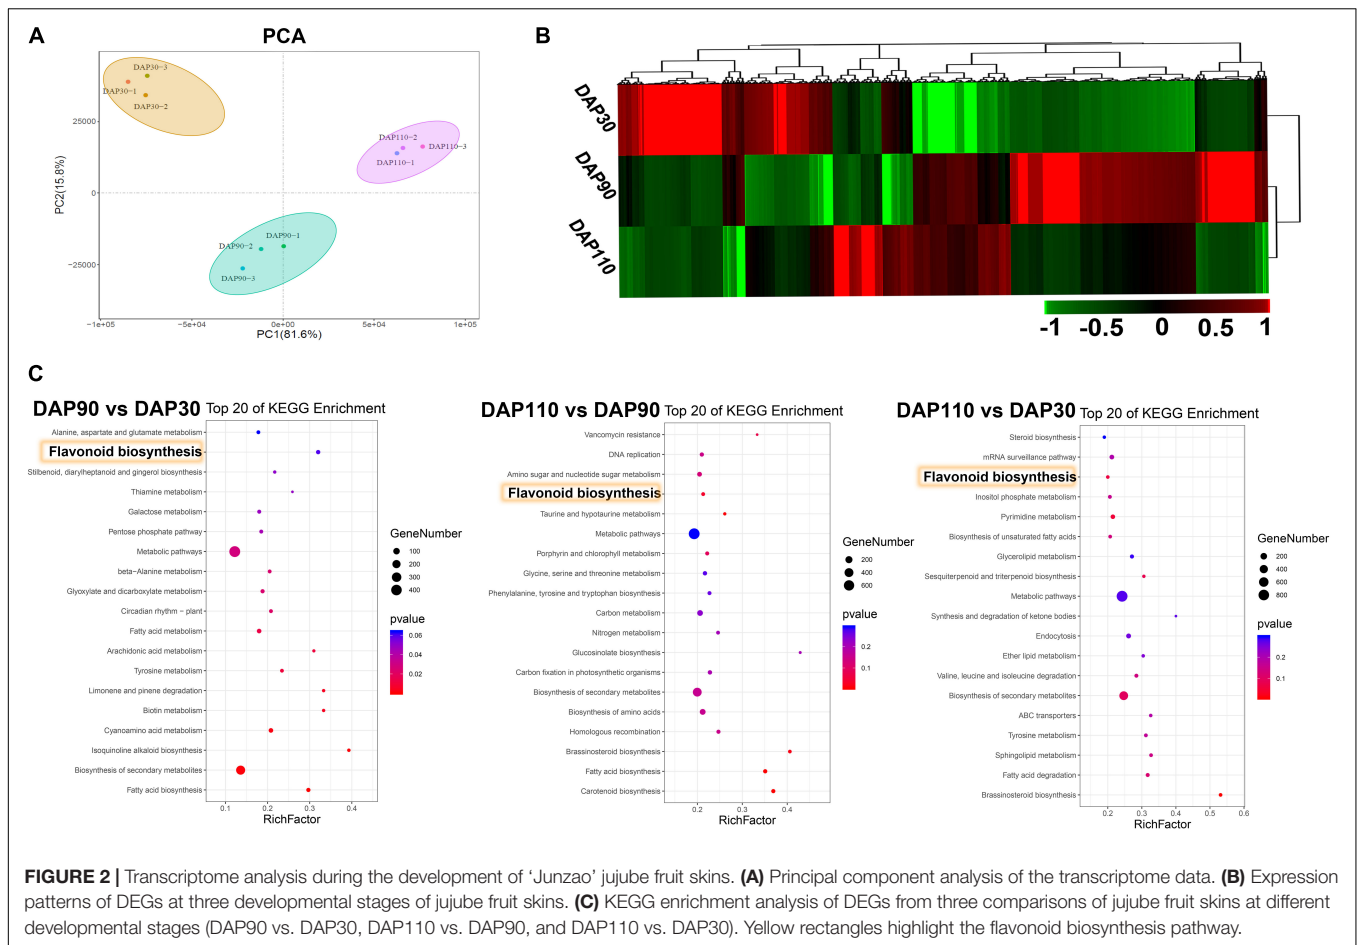 A
PCA
DAP30-3
DAP30-1
DAP30-2
DAP110-2
DAP110-3
DAP110-1
DAP90-1
DAP90-2
DAP90-3
25000
0
−25000
PC2(15.8%)
−1e+05
−5e+04
0e+00
5e+04
1e+05
PC1(81.6%)
B
DAP30
DAP90
DAP110
-1 -0.5 0 0.5 1
C
DAP90 vs DAP30 Top 20 of KEGG Enrichment
Alanine, aspartate and glutamate metabolism
Flavonoid biosynthesis
Stilbenoid, diarylheptanoid and gingerol biosynthesis
Thiamine metabolism
Galactose metabolism
Pentose phosphate pathway
Metabolic pathways
beta−Alanine metabolism
Glyoxylate and dicarboxylate metabolism
Circadian rhythm − plant
Fatty acid metabolism
Arachidonic acid metabolism
Tyrosine metabolism
Limonene and pinene degradation
Biotin metabolism
Cyanoamino acid metabolism
Isoquinoline alkaloid biosynthesis
Biosynthesis of secondary metabolites
Fatty acid biosynthesis
0.1 0.2 0.3 0.4
RichFactor
GeneNumber
100
200
300
400
pvalue
0.06
0.04
0.02
DAP110 vs DAP90 Top 20 of KEGG Enrichment
Vancomycin resistance
DNA replication
Amino sugar and nucleotide sugar metabolism
Flavonoid biosynthesis
Taurine and hypotaurine metabolism
Metabolic pathways
Porphyrin and chlorophyll metabolism
Glycine, serine and threonine metabolism
Phenylalanine, tyrosine and tryptophan biosynthesis
Carbon metabolism
Nitrogen metabolism
Glucosinolate biosynthesis
Carbon fixation in photosynthetic organisms
Biosynthesis of secondary metabolites
Biosynthesis of amino acids
Homologous recombination
Brassinosteroid biosynthesis
Fatty acid biosynthesis
Carotenoid biosynthesis
0.2 0.3 0.4
RichFactor
GeneNumber
200
400
600
pvalue
0.2
0.1
DAP110 vs DAP30 Top 20 of KEGG Enrichment
Steroid biosynthesis
mRNA surveillance pathway
Flavonoid biosynthesis
Inositol phosphate metabolism
Pyrimidine metabolism
Biosynthesis of unsaturated fatty acids
Glycerolipid metabolism
Sesquiterpenoid and triterpenoid biosynthesis
Metabolic pathways
Synthesis and degradation of ketone bodies
Endocytosis
Ether lipid metabolism
Valine, leucine and isoleucine degradation
Biosynthesis of secondary metabolites
ABC transporters
Tyrosine metabolism
Sphingolipid metabolism
Fatty acid degradation
Brassinosteroid biosynthesis
0.2 0.3 0.4 0.5 0.6
RichFactor
GeneNumber
200
400
600
800
pvalue
0.2
0.1
FIGURE 2 | Transcriptome analysis during the development of ‘Junzao’ jujube fruit skins. (A) Principal component analysis of the transcriptome data. (B) Expression
patterns of DEGs at three developmental stages of jujube fruit skins. (C) KEGG enrichment analysis of DEGs from three comparisons of jujube fruit skins at different
developmental stages (DAP90 vs. DAP30, DAP110 vs. DAP90, and DAP110 vs. DAP30). Yellow rectangles highlight the flavonoid biosynthesis pathway.